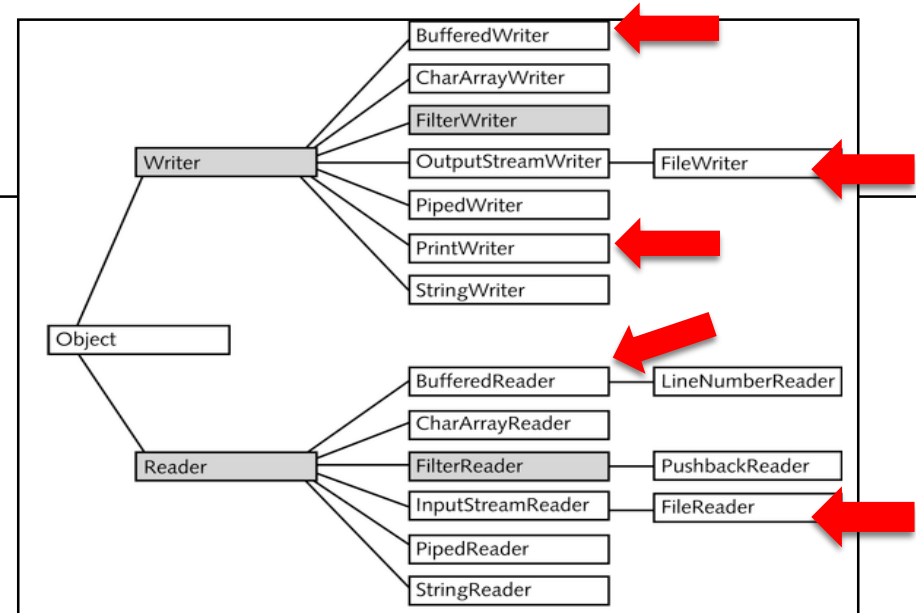 BufferedWriter
CharArrayWriter
FilterWriter
Writer
OutputStreamWriter
FileWriter
PipedWriter
PrintWriter
StringWriter
Object
BufferedReader
LineNumberReader
CharArrayReader
Reader
FilterReader
PushbackReader
InputStreamReader
FileReader
PipedReader
StringReader